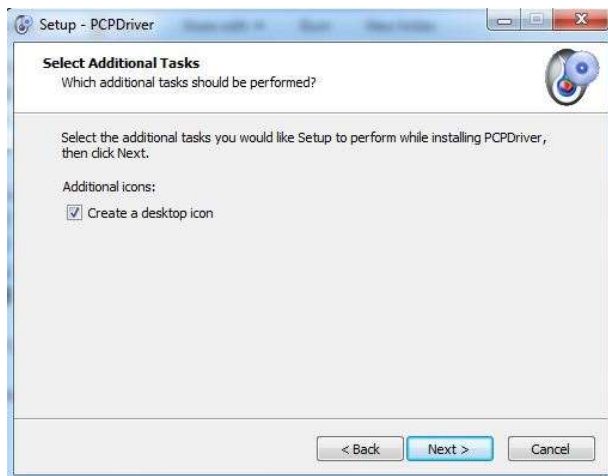 Setup - PCPDriver
Select Additional Tasks
Which additional tasks should be performed?
Select the additional tasks you would like Setup to perform while installing PCPDriver,
then click Next.
Additional icons:
Create a desktop icon
< Back Next > Cancel